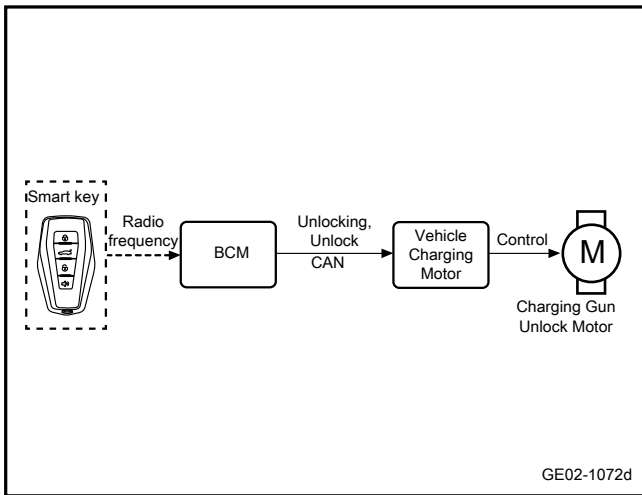 Smart key
Radio
frequency
BCM
Unlocking,
Unlock
CAN
Vehicle
Charging
Motor
Control
M
Charging Gun
Unlock Motor
GE02-1072d